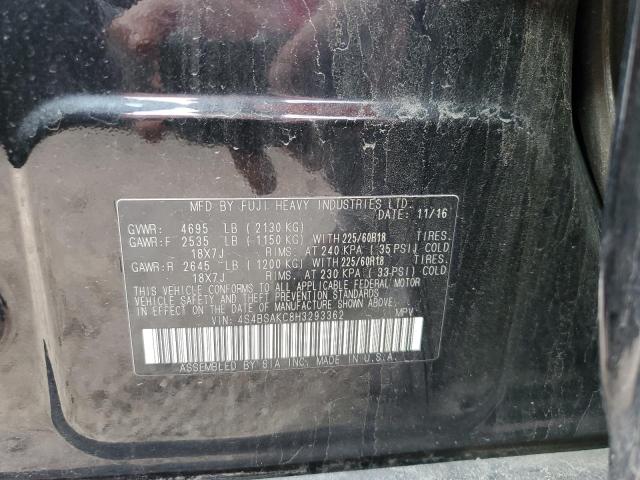 MFD BY FUJI HEAVY INDUSTRIES LTD.
DATE: 11/16
GVWR: 4695 LB (2130 KG)
GAWR:F 2535 LB (1150 KG) WITH 225/60R18 TIRES.
18X7J RIMS. AT 240 KPA (35 PSI) COLD
GAWR:R 2645 LB (1200 KG) WITH 225/60R18 TIRES.
18X7J RIMS. AT 230 KPA (33 PSI) COLD
THIS VEHICLE CONFORMS TO ALL APPLICABLE FEDERAL MOTOR
VEHICLE SAFETY AND THEFT PREVENTION STANDARDS
IN EFFECT ON THE DATE OF MANUFACTURE SHOWN ABOVE.
VIN: 4S4BSAKC8H3293362 MPV
ASSEMBLED BY SIA INC. MADE IN U.S.A.